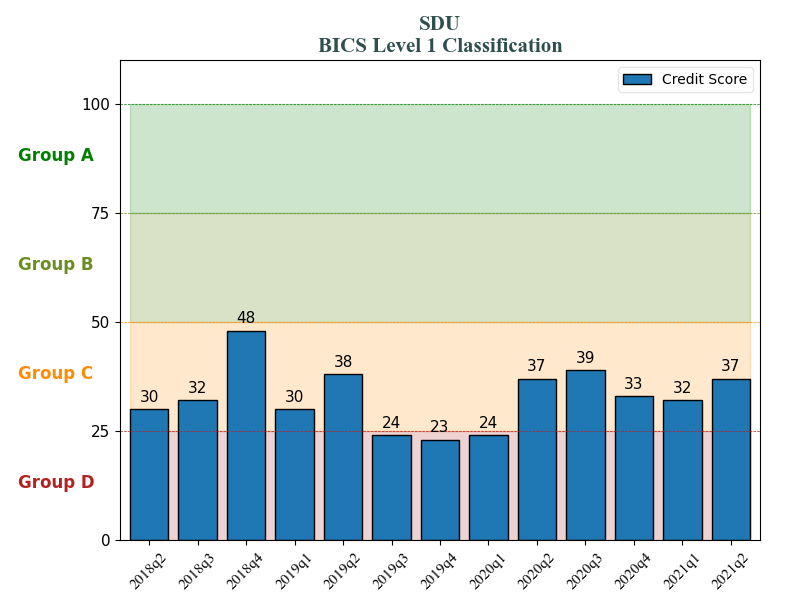 SDU
BICS Level 1 Classification
Credit Score
100
Group A
75
Group B
50
48
38
39
37
37
Group C
30
32
30
33
32
25
24
23
24
Group D
0
2018q2
2018q3
2018q4
2019q1
2019q2
2019q3
2019q4
2020q1
2020q2
2020q3
2020q4
2021q1
2021q2